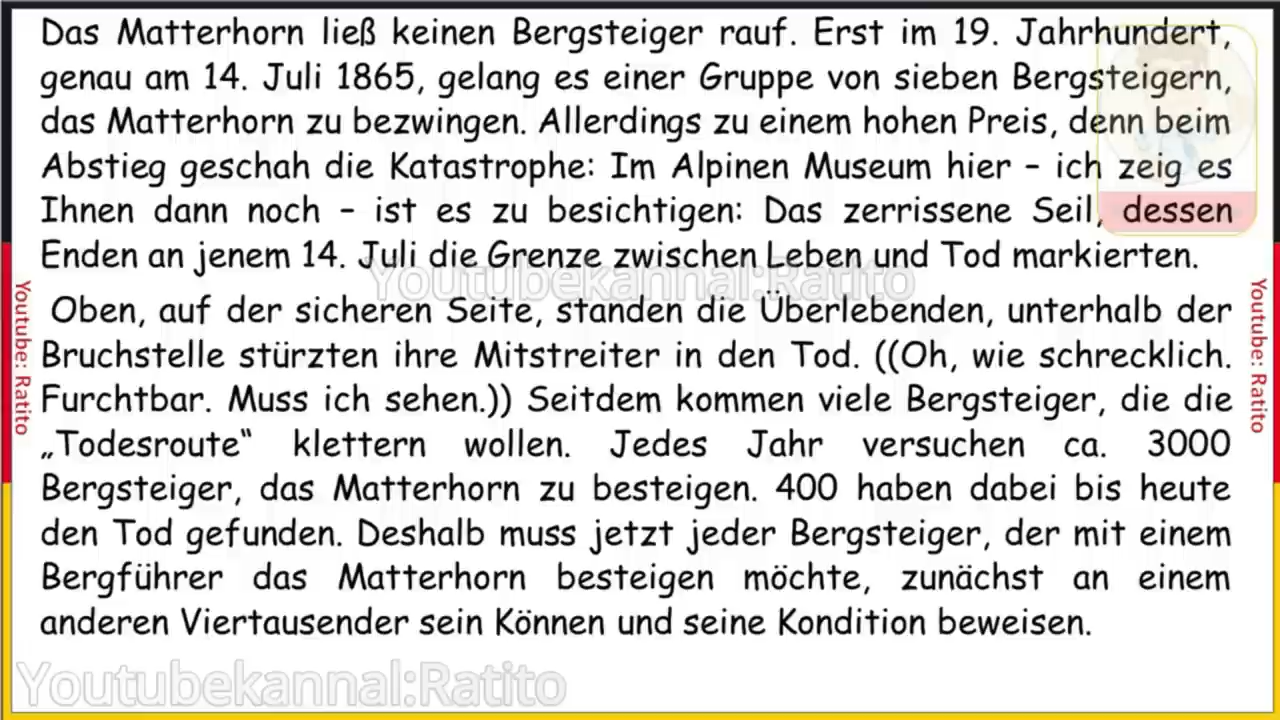 Das Matterhorn ließ keinen Bergsteiger rauf. Erst im 19. Jahrhundert,
genau am 14. Juli 1865, gelang es einer Gruppe von sieben Bergsteigern,
das Matterhorn zu bezwingen. Allerdings zu einem hohen Preis, denn beim
Abstieg geschah die Katastrophe: Im Alpinen Museum hier – ich zeig es
Ihnen dann noch – ist es zu besichtigen: Das zerrissene Seil, dessen
Enden an jenem 14. Juli die Grenze zwischen Leben und Tod markierten.
Youtubekannal:Ratito
Oben, auf der sicheren Seite, standen die Überlebenden, unterhalb der
Bruchstelle stürzten ihre Mitstreiter in den Tod. ((Oh, wie schrecklich.
Furchtbar. Muss ich sehen.)) Seitdem kommen viele Bergsteiger, die die
„Todesroute“ klettern wollen. Jedes Jahr versuchen ca. 3000
Bergsteiger, das Matterhorn zu besteigen. 400 haben dabei bis heute
den Tod gefunden. Deshalb muss jetzt jeder Bergsteiger, der mit einem
Bergführer das Matterhorn besteigen möchte, zunächst an einem
anderen Viertausender sein Können und seine Kondition beweisen.
Youtube: Ratito
Youtube: Ratito
Youtubekannal:Ratito